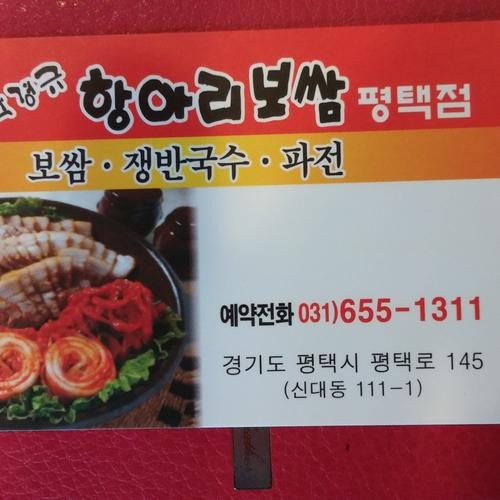 항아리보쌈 평택점
보쌈 · 쟁반국수 · 파전
예약전화 031)655-1311
경기도 평택시 평택로 145
(신대동 111-1)